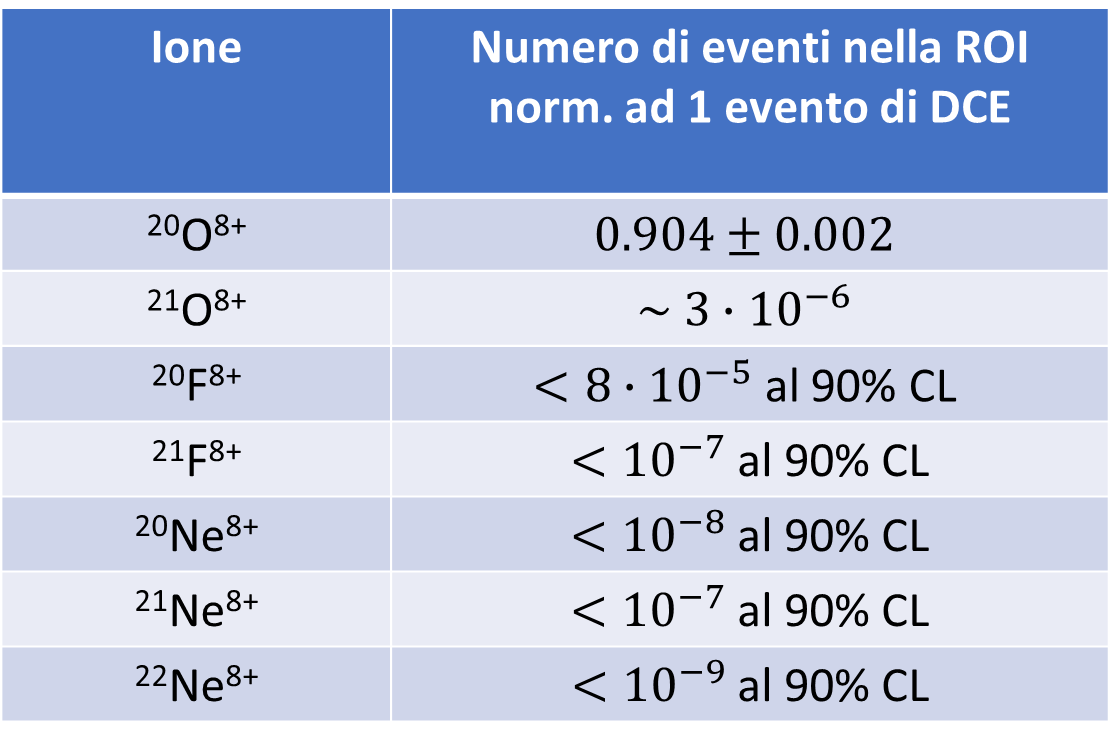 Ione
Numero di eventi nella ROI
norm. ad 1 evento di DCE
²⁰O⁸⁺
0.904 ± 0.002
²¹O⁸⁺
~ 3 · 10⁻⁶
²⁰F⁸⁺
< 8 · 10⁻⁵ al 90% CL
²¹F⁸⁺
< 10⁻⁷ al 90% CL
²⁰Ne⁸⁺
< 10⁻⁸ al 90% CL
²¹Ne⁸⁺
< 10⁻⁷ al 90% CL
²²Ne⁸⁺
< 10⁻⁹ al 90% CL